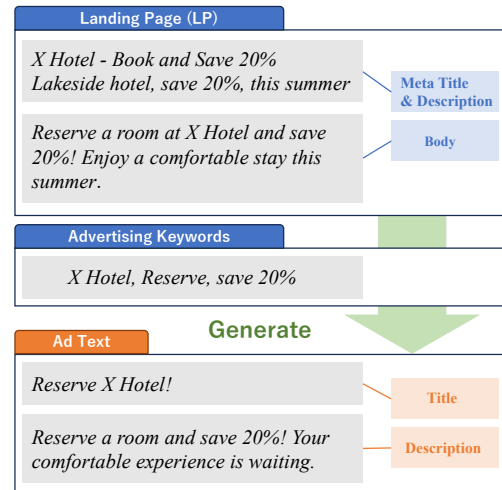 Landing Page (LP)
X Hotel - Book and Save 20%
Lakeside hotel, save 20%, this summer
Meta Title
& Description
Reserve a room at X Hotel and save
20%! Enjoy a comfortable stay this
summer.
Body
Advertising Keywords
X Hotel, Reserve, save 20%
Generate
Ad Text
Reserve X Hotel!
Title
Reserve a room and save 20%! Your
comfortable experience is waiting.
Description